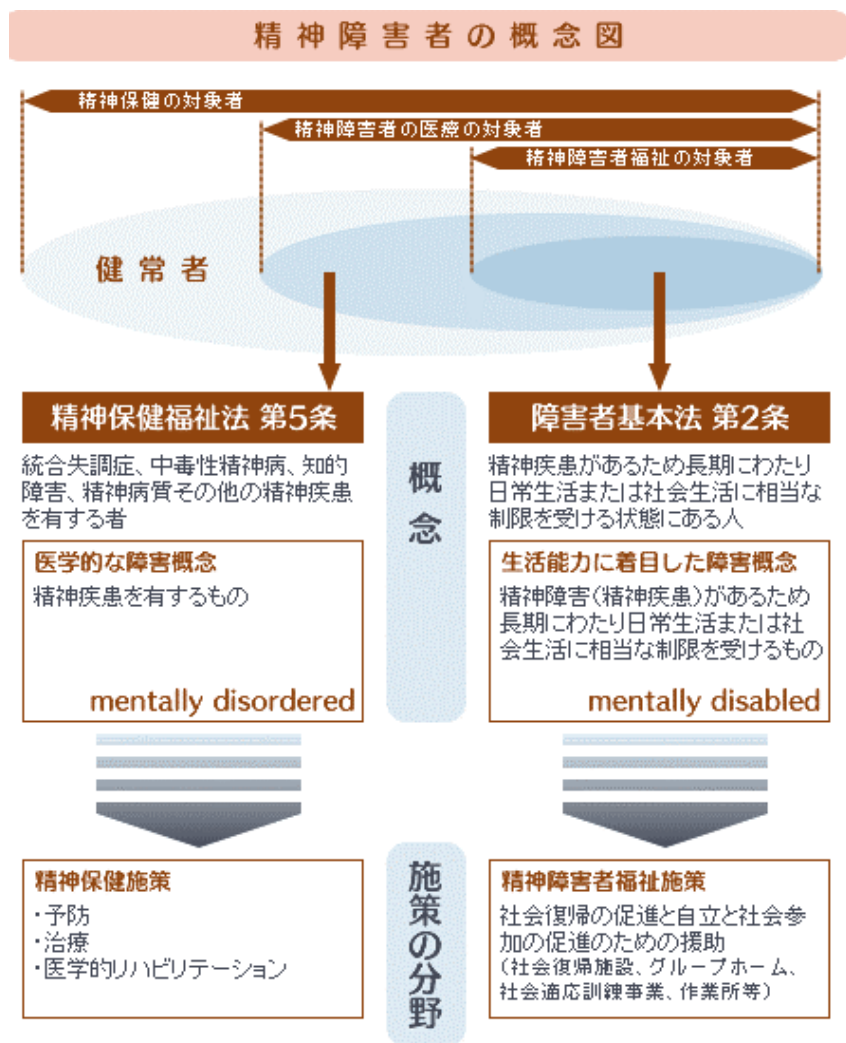 精神障害者の概念図
精神保健の対象者
精神障害者の医療の対象者
精神障害者福祉の対象者
健常者
精神保健福祉法 第5条
統合失調症、中毒性精神病、知的
障害、精神病質その他の精神疾患
を有する者
医学的な障害概念
精神疾患を有するもの
mentally disordered
概念
障害者基本法 第2条
精神疾患があるため長期にわたり
日常生活または社会生活に相当な
制限を受ける状態にある人
生活能力に着目した障害概念
精神障害(精神疾患)があるため
長期にわたり日常生活または社
会生活に相当な制限を受けるもの
mentally disabled
精神保健施策
・予防
・治療
・医学的リハビリテーション
施策の分野
精神障害者福祉施策
社会復帰の促進と自立と社会参
加の促進のための援助
(社会復帰施設、グループホーム、
社会適応訓練事業、作業所等)